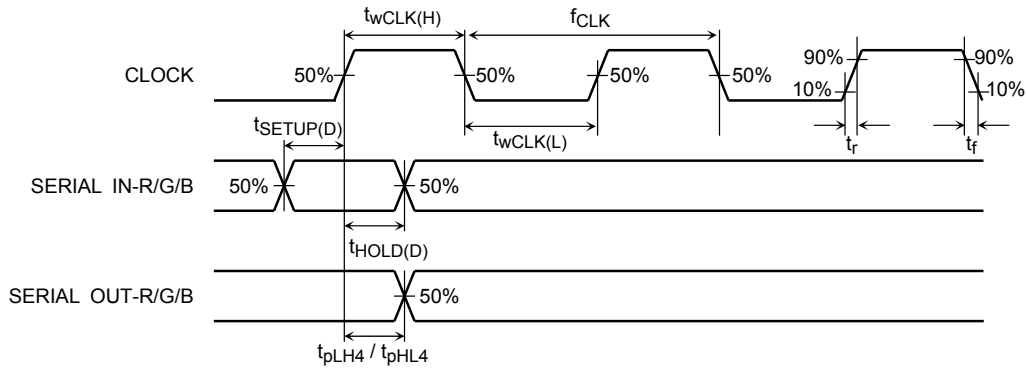 twCLK(H)
fCLK
CLOCK
50%
50%
50%
50%
90%
10%
90%
10%
tSETUP(D)
twCLK(L)
tr
tf
SERIAL IN-R/G/B
50%
50%
tHOLD(D)
SERIAL OUT-R/G/B
50%
tpLH4 / tpHL4